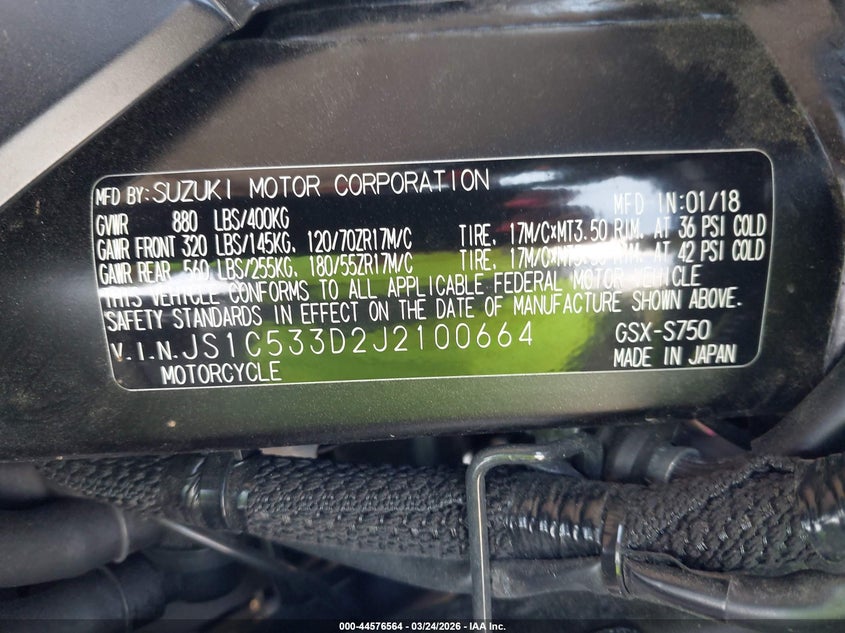 MFD BY: SUZUKI MOTOR CORPORATION MFD IN: 01/18
GVWR 880 LBS/400KG
GAWR FRONT 320 LBS/145KG, 120/70ZR17M/C TIRE, 17M/C×MT3.50 RIM, AT 36 PSI COLD
GAWR REAR 560 LBS/255KG, 180/55ZR17M/C TIRE, 17M/C×MT5.50 RIM, AT 42 PSI COLD
THIS VEHICLE CONFORMS TO ALL APPLICABLE FEDERAL MOTOR VEHICLE
SAFETY STANDARDS IN EFFECT ON THE DATE OF MANUFACTURE SHOWN ABOVE.
V.I.N. JS1C533D2J2100664 GSX-S750
MOTORCYCLE MADE IN JAPAN
000-44576564 — 03/24/2026 — IAA Inc.